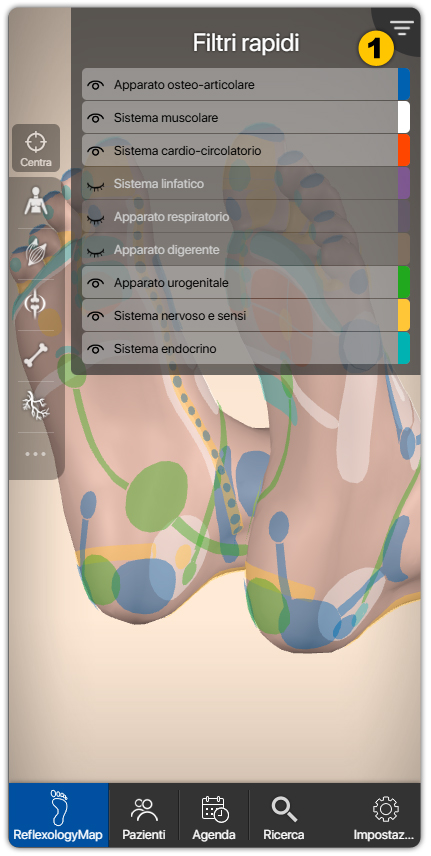 Filtri rapidi
1
Apparato osteo-articolare
Sistema muscolare
Sistema cardio-circolatorio
Centra
Sistema linfatico
Apparato respiratorio
Apparato digerente
Apparato urogenitale
Sistema nervoso e sensi
Sistema endocrino
ReflexologyMap
Pazienti
Agenda
Ricerca
Impostaz...